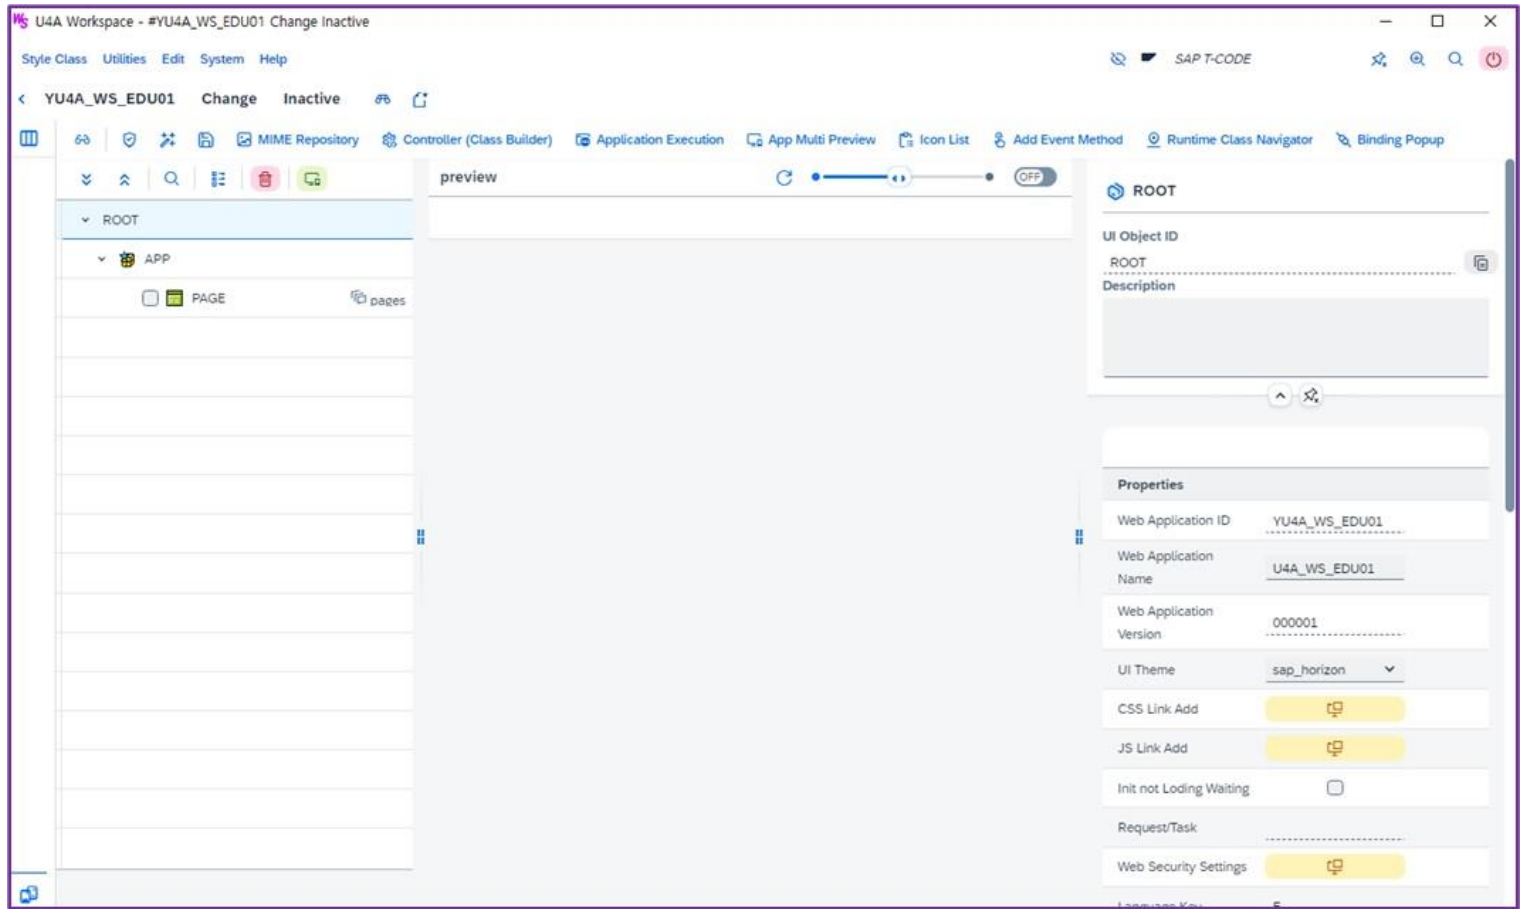 U4A Workspace - #YU4A_WS_EDU01 Change Inactive
Style Class Utilities Edit System Help
SAP T-CODE
YU4A_WS_EDU01 Change Inactive
MIME Repository Controller (Class Builder) Application Execution App Multi Preview Icon List Add Event Method Runtime Class Navigator Binding Popup
preview
OFF
ROOT
APP
PAGE pages
ROOT
UI Object ID
ROOT
Description
Properties
Web Application ID YU4A_WS_EDU01
Web Application
Name
U4A_WS_EDU01
Web Application
Version
000001
UI Theme sap_horizon
CSS Link Add
JS Link Add
Init not Loding Waiting
Request/Task
Web Security Settings
Language Key